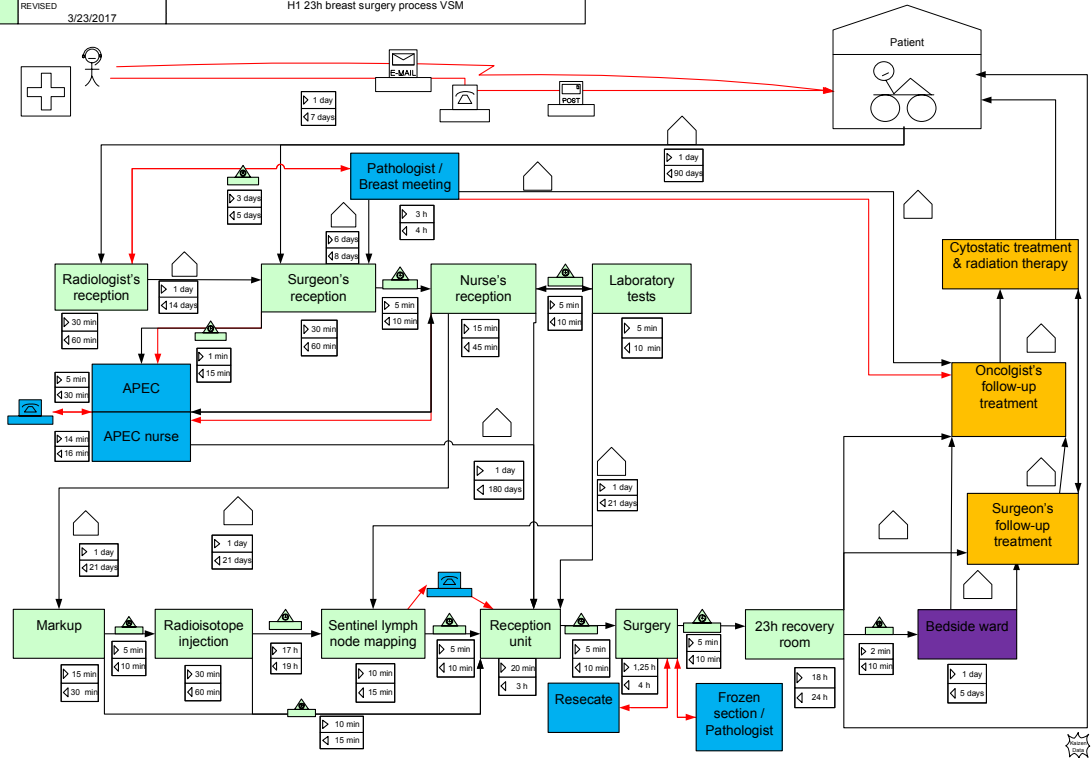 REVISED
3/23/2017
H1 23h breast surgery process VSM
Patient
E-MAIL
POST
1 day
7 days
1 day
90 days
Pathologist /
Breast meeting
3 days
5 days
3 h
4 h
6 days
8 days
Radiologist's
reception
1 day
14 days
Surgeon's
reception
5 min
10 min
Nurse's
reception
5 min
10 min
Laboratory
tests
Cytostatic treatment
& radiation therapy
30 min
60 min
1 min
15 min
30 min
60 min
15 min
45 min
5 min
10 min
APEC
5 min
30 min
APEC nurse
14 min
16 min
Oncolgist's
follow-up
treatment
1 day
180 days
1 day
21 days
Surgeon's
follow-up
treatment
1 day
21 days
1 day
21 days
Markup
5 min
10 min
Radioisotope
injection
17 h
19 h
Sentinel lymph
node mapping
5 min
10 min
Reception
unit
5 min
10 min
Surgery
5 min
10 min
23h recovery
room
2 min
10 min
Bedside ward
15 min
30 min
30 min
60 min
10 min
15 min
20 min
3 h
1,25 h
4 h
18 h
24 h
1 day
5 days
Resecate
Frozen
section /
Pathologist
10 min
15 min
Kaizen
Data